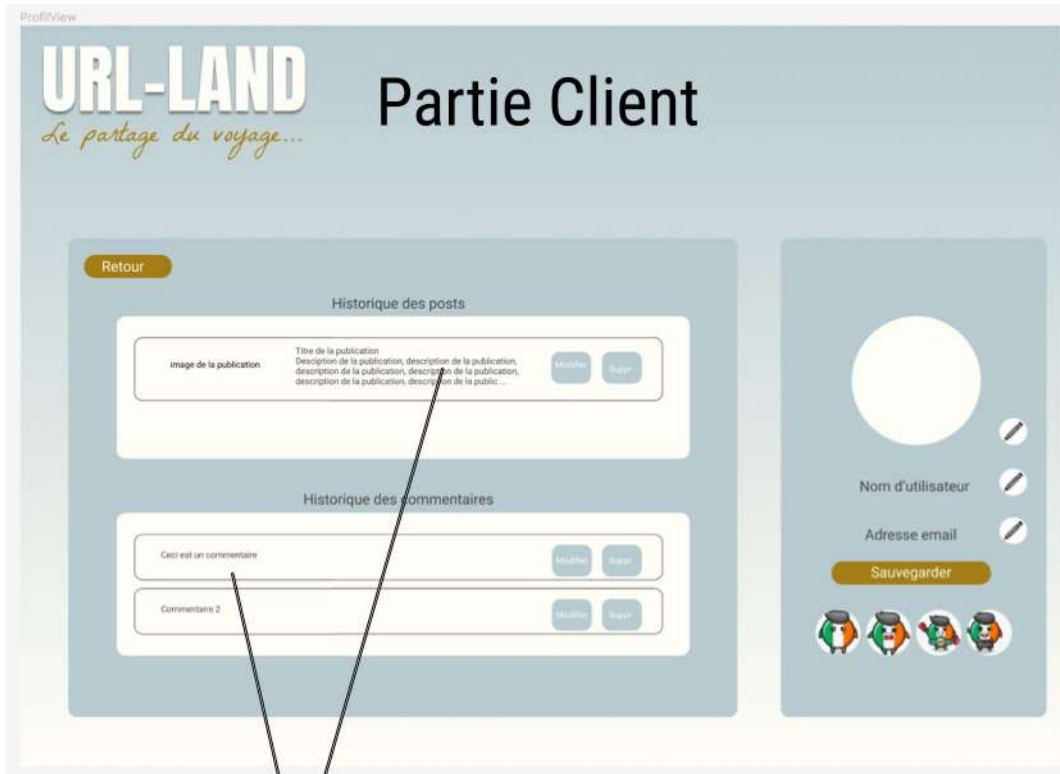 ProfilView
URL-LAND
Le partage du voyage...
Partie Client
Retour
Historique des posts
Image de la publication
Titre de la publication
Description de la publication, description de la publication,
description de la publication, description de la publication,
description de la publication, description de la public ...
Modifier
Suppr
Historique des commentaires
Ceci est un commentaire
Modifier
Suppr
Commentaire 2
Modifier
Suppr
Nom d'utilisateur
Adresse email
Sauvegarder